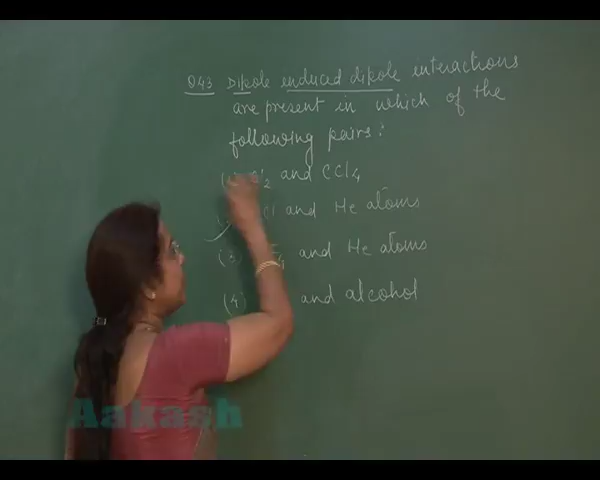 Q43 Dipole induced dipole interactions
are present in which of the
following pairs:
and CCl4
and He atoms
(3) and He atoms
(4) and alcohol
Aakash